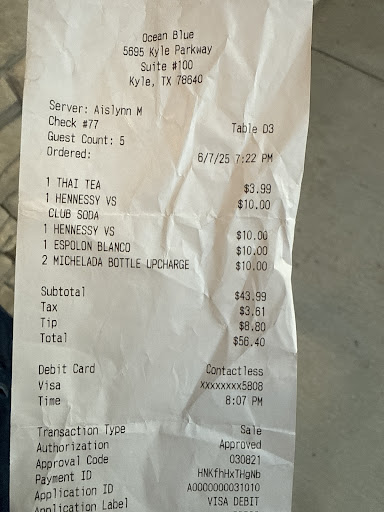 Ocean Blue
5695 Kyle Parkway
Suite #100
Kyle, TX 78640
Server: Aislynn M
Check #77 Table D3
Guest Count: 5
Ordered: 6/7/25 7:22 PM
1 THAI TEA $3.99
1 HENNESSY VS $10.00
CLUB SODA
1 HENNESSY VS $10.00
1 ESPOLON BLANCO $10.00
2 MICHELADA BOTTLE UPCHARGE $10.00
Subtotal $43.99
Tax $3.61
Tip $8.80
Total $56.40
Debit Card Contactless
Visa xxxxxxxx5808
Time 8:07 PM
Transaction Type Sale
Authorization Approved
Approval Code 030821
Payment ID HNKfhHxTHgNb
Application ID A0000000031010
Application Label VISA DEBIT